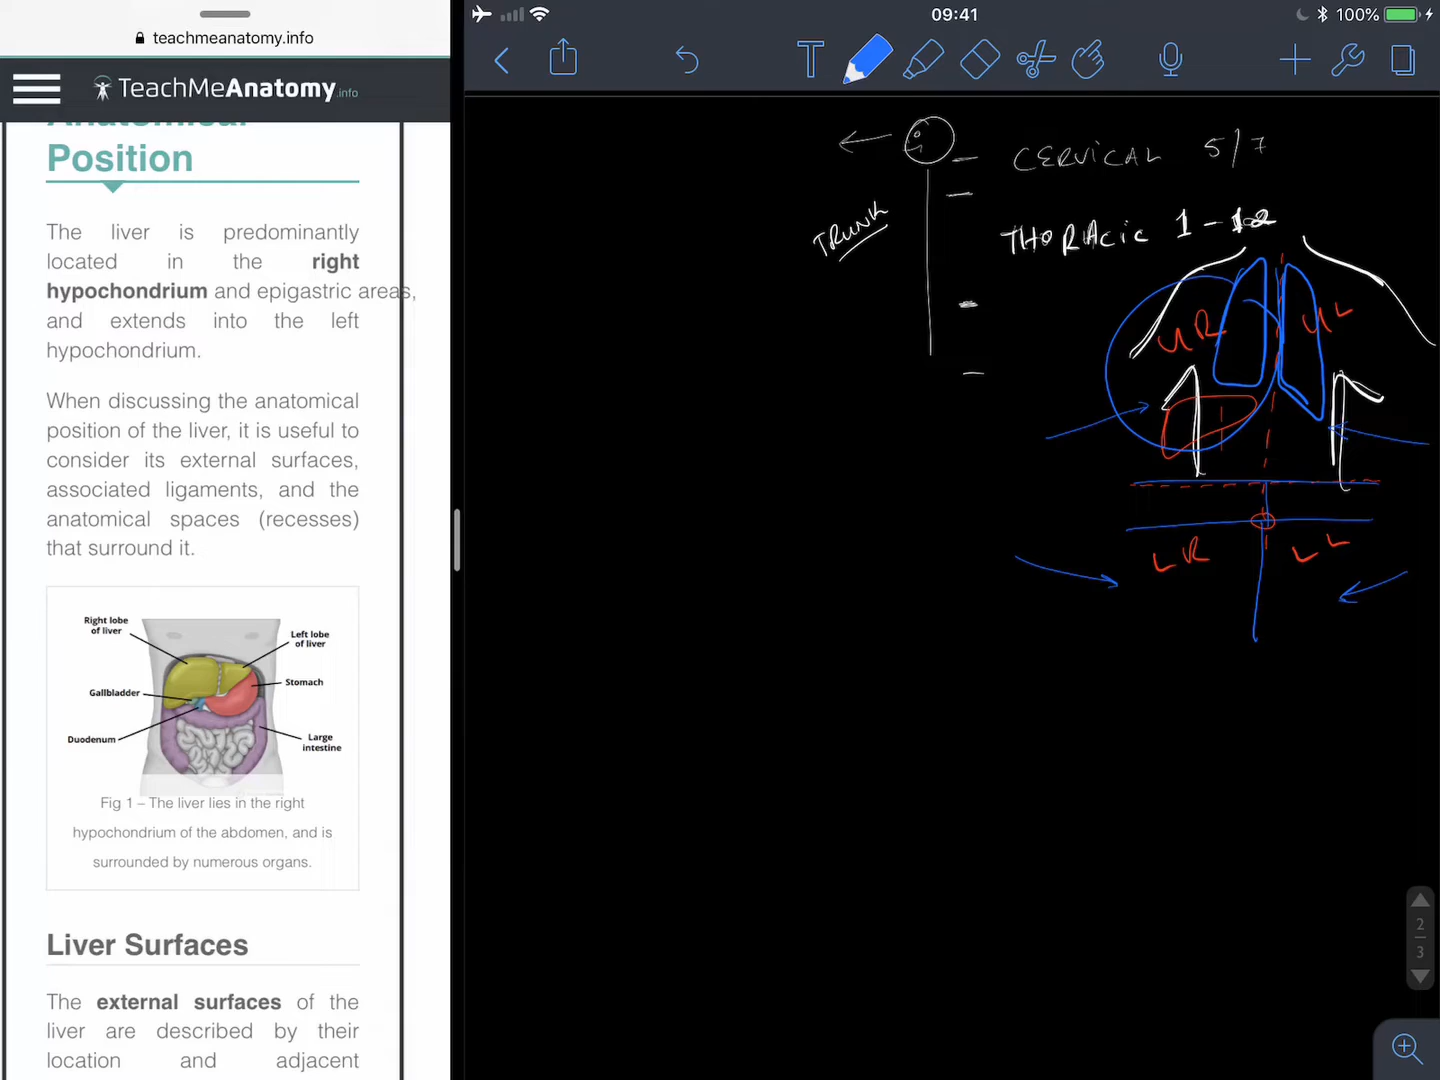 teachmeanatomy.info
09:41
100%
TeachMeAnatomy.info
Anatomical
Position
The liver is predominantly
located in the right
hypochondrium and epigastric areas,
and extends into the left
hypochondrium.
When discussing the anatomical
position of the liver, it is useful to
consider its external surfaces,
associated ligaments, and the
anatomical spaces (recesses)
that surround it.
Right lobe
of liver
Left lobe
of liver
Stomach
Gallbladder
Duodenum
Large
intestine
Fig 1 – The liver lies in the right
hypochondrium of the abdomen, and is
surrounded by numerous organs.
Liver Surfaces
The external surfaces of the
liver are described by their
location and adjacent
T
CERVICAL 5/7
TRUNK
THORACIC 1-12
UR
UL
LR
LL
2
3